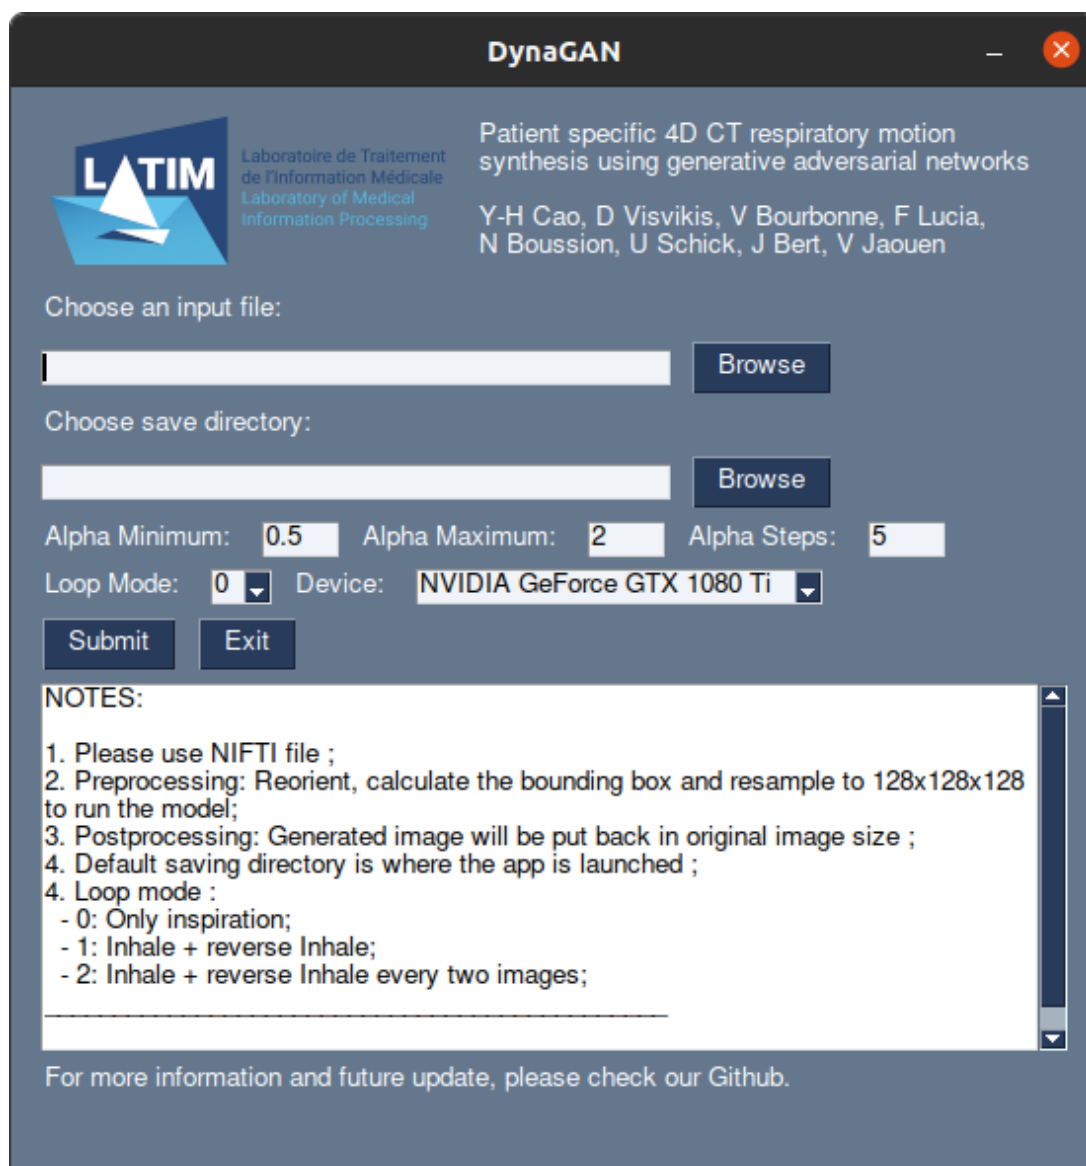 DynaGAN
LATIM
Laboratoire de Traitement
de l'Information Médicale
Laboratory of Medical
Information Processing
Patient specific 4D CT respiratory motion
synthesis using generative adversarial networks
Y-H Cao, D Visvikis, V Bourbonne, F Lucia,
N Boussion, U Schick, J Bert, V Jaouen
Choose an input file:
Browse
Choose save directory:
Browse
Alpha Minimum: 0.5 Alpha Maximum: 2 Alpha Steps: 5
Loop Mode: 0 Device: NVIDIA GeForce GTX 1080 Ti
Submit Exit
NOTES:
1. Please use NIFTI file ;
2. Preprocessing: Reorient, calculate the bounding box and resample to 128x128x128
to run the model;
3. Postprocessing: Generated image will be put back in original image size ;
4. Default saving directory is where the app is launched ;
4. Loop mode :
- 0: Only inspiration;
- 1: Inhale + reverse Inhale;
- 2: Inhale + reverse Inhale every two images;
For more information and future update, please check our Github.